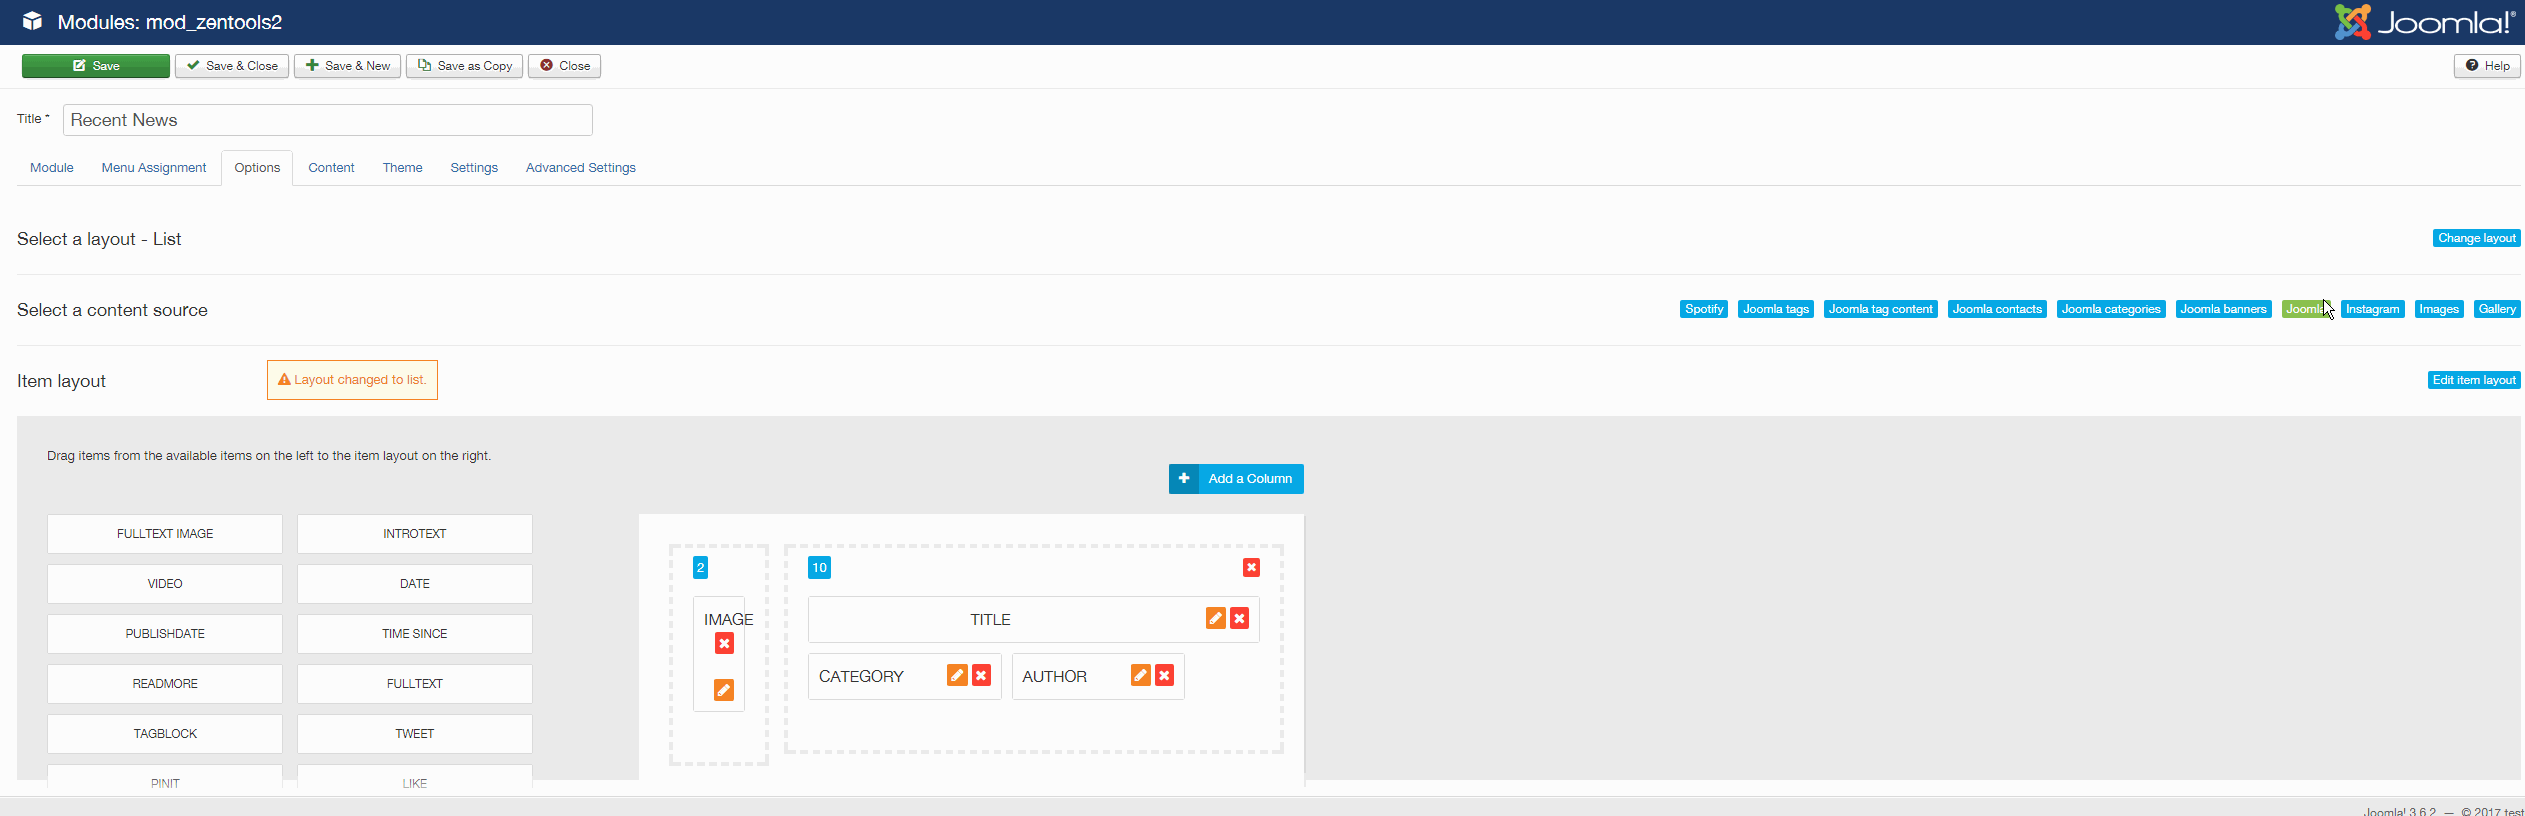 Modules: mod_zentools2
Joomla!®
Save
Save & Close
Save & New
Save as Copy
Close
Help
Title *
Recent News
Module Menu Assignment Options Content Theme Settings Advanced Settings
Select a layout - List
Change layout
Select a content source
Spotify Joomla tags Joomla tag content Joomla contacts Joomla categories Joomla banners Joomla Instagram Images Gallery
Item layout
Layout changed to list.
Edit item layout
Drag items from the available items on the left to the item layout on the right.
Add a Column
FULLTEXT IMAGE INTROTEXT
VIDEO DATE
PUBLISHDATE TIME SINCE
READMORE FULLTEXT
TAGBLOCK TWEET
PINIT LIKE
2
IMAGE
10
TITLE
CATEGORY AUTHOR
Joomla! 3.6.2 — © 2017 test